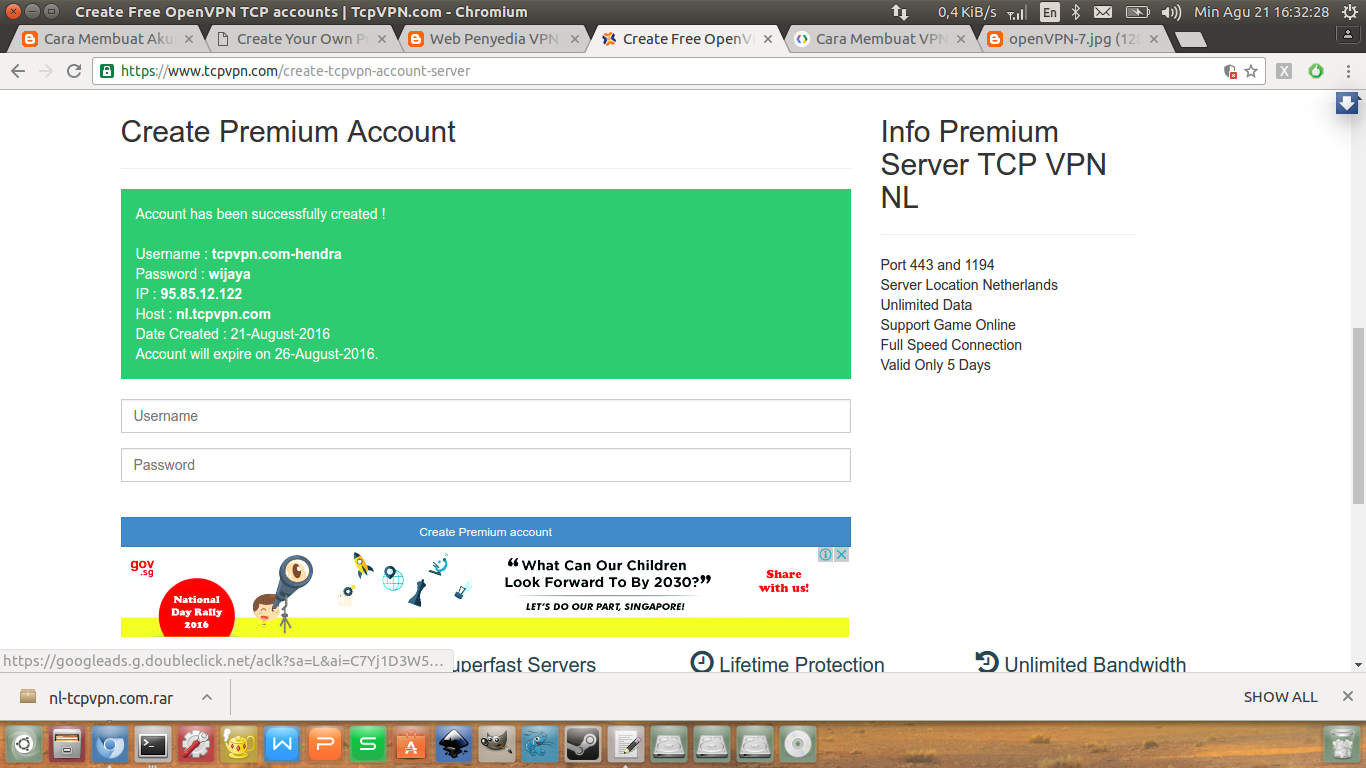 Create Free OpenVPN TCP accounts | TcpVPN.com - Chromium
0,4 KiB/s
En
Min Agu 21 16:32:28
Cara Membuat Aku
Create Your Own P
Web Penyedia VPN
Create Free OpenV
Cara Membuat VPN
openVPN-7.jpg (128
https://www.tcpvpn.com/create-tcpvpn-account-server
Create Premium Account
Account has been successfully created !
Username : tcpvpn.com-hendra
Password : wijaya
IP : 95.85.12.122
Host : nl.tcpvpn.com
Date Created : 21-August-2016
Account will expire on 26-August-2016.
Username
Password
Create Premium account
Info Premium
Server TCP VPN
NL
Port 443 and 1194
Server Location Netherlands
Unlimited Data
Support Game Online
Full Speed Connection
Valid Only 5 Days
gov
.sg
National
Day Rally
2016
“What Can Our Children
Look Forward To By 2030?”
LET'S DO OUR PART, SINGAPORE!
Share
with us!
https://googleads.g.doubleclick.net/aclk?sa=L&ai=C7Yj1D3W5...
uperfast Servers
Lifetime Protection
Unlimited Bandwidth
nl-tcpvpn.com.rar
SHOW ALL